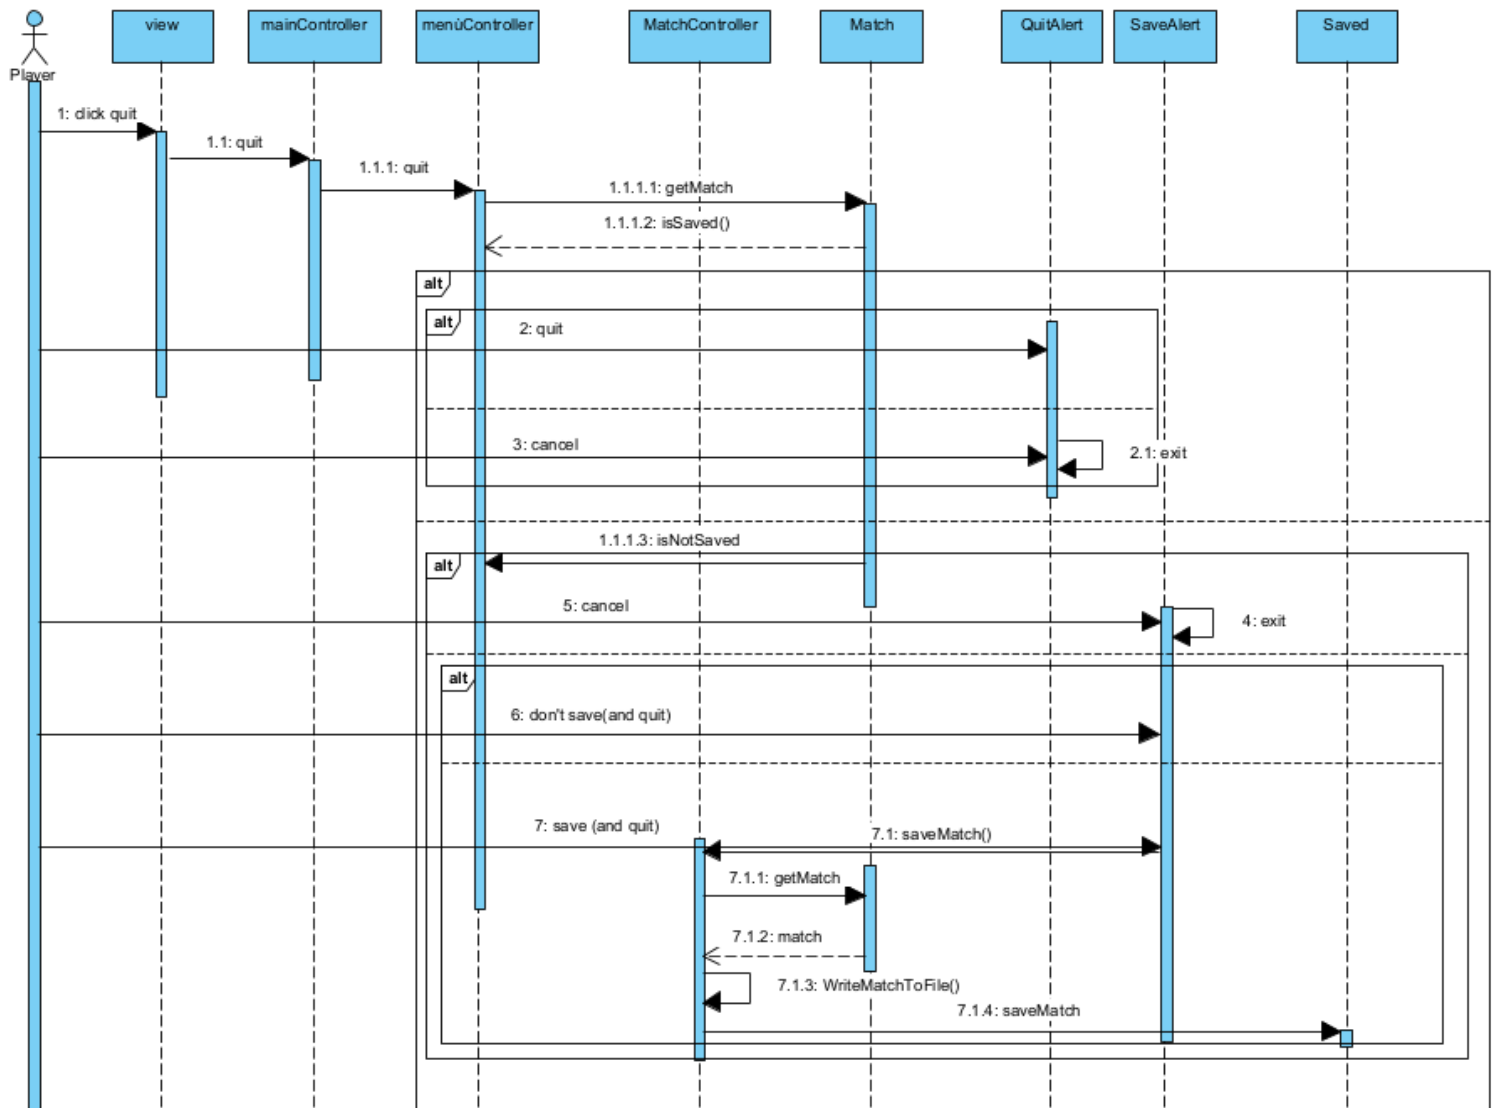 view
mainController
menùController
MatchController
Match
QuitAlert
SaveAlert
Saved
Player
1: click quit
1.1: quit
1.1.1: quit
1.1.1.1: getMatch
1.1.1.2: isSaved()
alt
alt
2: quit
3: cancel
2.1: exit
1.1.1.3: isNotSaved
alt
5: cancel
4: exit
alt
6: don't save(and quit)
7: save (and quit)
7.1: saveMatch()
7.1.1: getMatch
7.1.2: match
7.1.3: WriteMatchToFile()
7.1.4: saveMatch